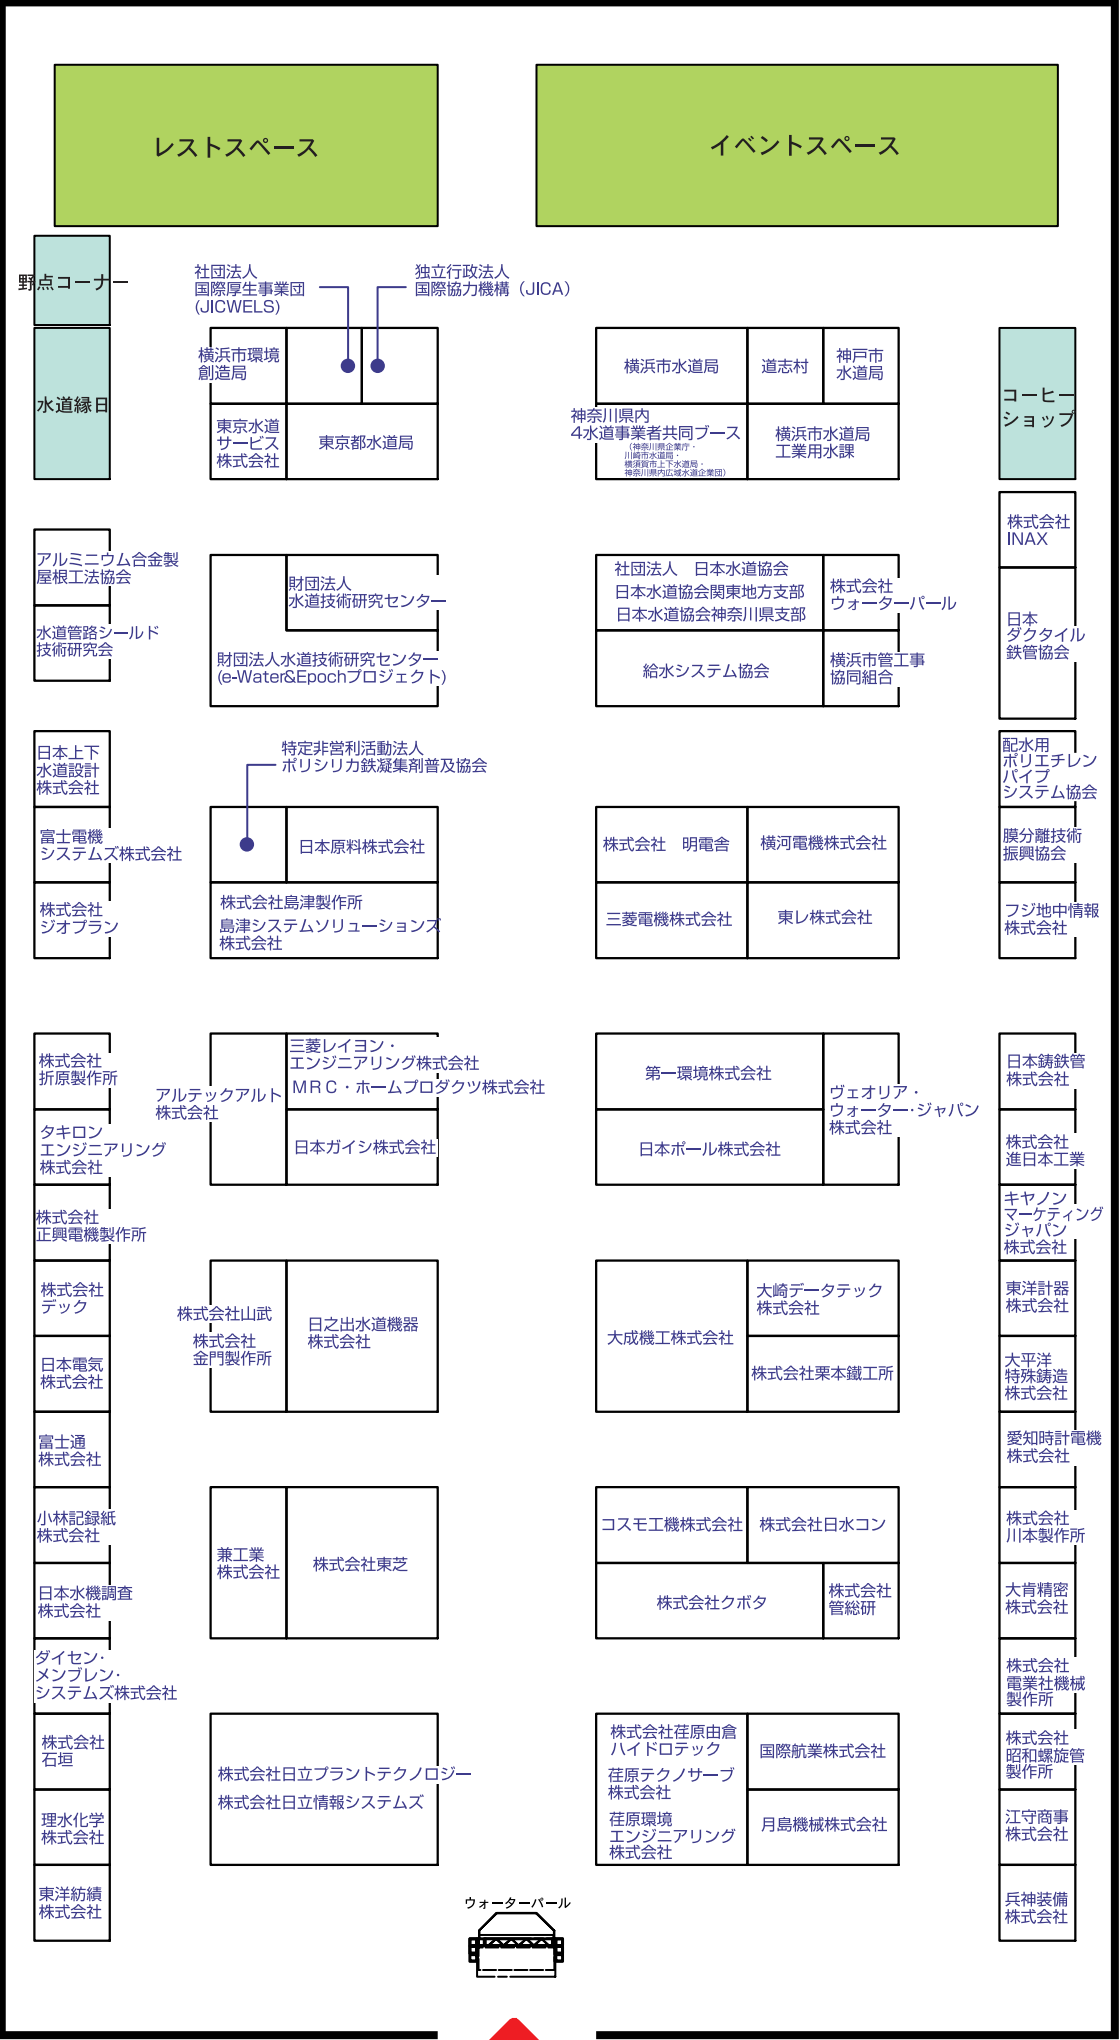 レストスペース
イベントスペース
野点コーナー
水道縁日
社団法人
国際厚生事業団
(JICWELS)
独立行政法人
国際協力機構（JICA）
横浜市環境
創造局
東京水道
サービス
株式会社
東京都水道局
横浜市水道局
道志村
神戸市
水道局
神奈川県内
4水道事業者共同ブース
（神奈川県企業庁・
川崎市水道局・
横須賀市上下水道局・
神奈川県内広域水道企業団）
横浜市水道局
工業用水課
コーヒー
ショップ
株式会社
INAX
日本
ダクタイル
鉄管協会
アルミニウム合金製
屋根工法協会
水道管路シールド
技術研究会
財団法人
水道技術研究センター
財団法人水道技術研究センター
(e-Water&Epochプロジェクト)
社団法人　日本水道協会
日本水道協会関東地方支部
日本水道協会神奈川県支部
株式会社
ウォーターパール
給水システム協会
横浜市管工事
協同組合
日本上下
水道設計
株式会社
富士電機
システムズ株式会社
株式会社
ジオプラン
特定非営利活動法人
ポリシリカ鉄凝集剤普及協会
日本原料株式会社
株式会社島津製作所
島津システムソリューションズ
株式会社
株式会社　明電舎
横河電機株式会社
三菱電機株式会社
東レ株式会社
配水用
ポリエチレン
パイプ
システム協会
膜分離技術
振興協会
フジ地中情報
株式会社
株式会社
折原製作所
タキロン
エンジニアリング
株式会社
株式会社
正興電機製作所
株式会社
デック
日本電気
株式会社
富士通
株式会社
小林記録紙
株式会社
日本水機調査
株式会社
ダイセン・
メンブレン・
システムズ株式会社
株式会社
石垣
理水化学
株式会社
東洋紡績
株式会社
アルテックアルト
株式会社
三菱レイヨン・
エンジニアリング株式会社
ＭＲＣ・ホームプロダクツ株式会社
日本ガイシ株式会社
第一環境株式会社
日本ポール株式会社
ヴェオリア・
ウォーター・ジャパン
株式会社
株式会社山武
株式会社
金門製作所
日之出水道機器
株式会社
大成機工株式会社
大崎データテック
株式会社
株式会社栗本鐵工所
兼工業
株式会社
株式会社東芝
コスモ工機株式会社
株式会社日水コン
株式会社クボタ
株式会社
管総研
株式会社日立プラントテクノロジー
株式会社日立情報システムズ
株式会社荏原由倉
ハイドロテック
荏原テクノサーブ
株式会社
荏原環境
エンジニアリング
株式会社
国際航業株式会社
月島機械株式会社
日本鋳鉄管
株式会社
株式会社
進日本工業
キヤノン
マーケティング
ジャパン
株式会社
東洋計器
株式会社
大平洋
特殊鋳造
株式会社
愛知時計電機
株式会社
株式会社
川本製作所
大肯精密
株式会社
株式会社
電業社機械
製作所
株式会社
昭和螺旋管
製作所
江守商事
株式会社
兵神装備
株式会社
ウォーターパール